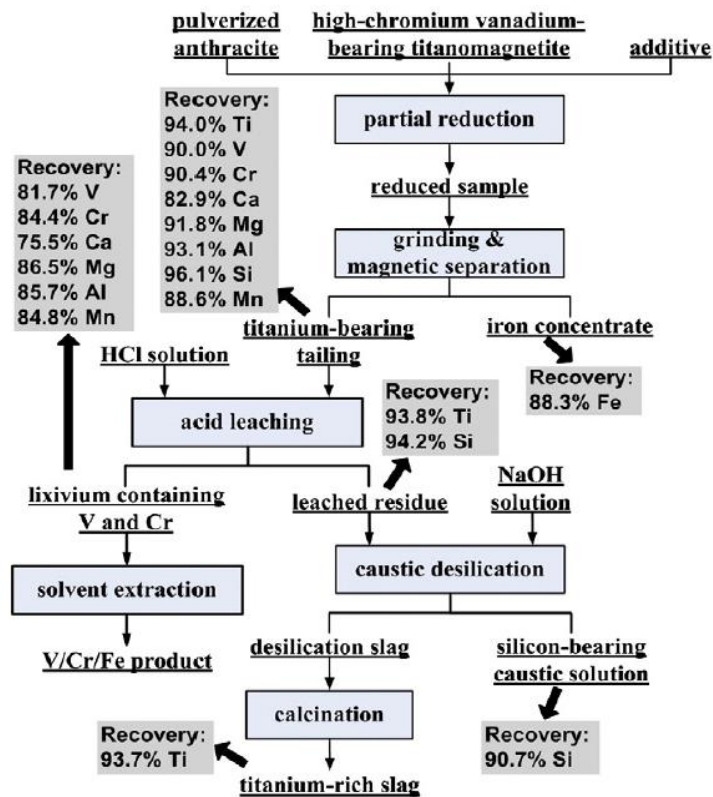 pulverized
anthracite
high-chromium vanadium-
bearing titanomagnetite
additive
partial reduction
reduced sample
grinding &
magnetic separation
Recovery:
94.0% Ti
90.0% V
90.4% Cr
82.9% Ca
91.8% Mg
93.1% Al
96.1% Si
88.6% Mn
Recovery:
81.7% V
84.4% Cr
75.5% Ca
86.5% Mg
85.7% Al
84.8% Mn
titanium-bearing
tailing
iron concentrate
Recovery:
88.3% Fe
HCl solution
acid leaching
Recovery:
93.8% Ti
94.2% Si
lixivium containing
V and Cr
leached residue
NaOH
solution
solvent extraction
caustic desilication
V/Cr/Fe product
desilication slag
silicon-bearing
caustic solution
calcination
Recovery:
93.7% Ti
Recovery:
90.7% Si
titanium-rich slag